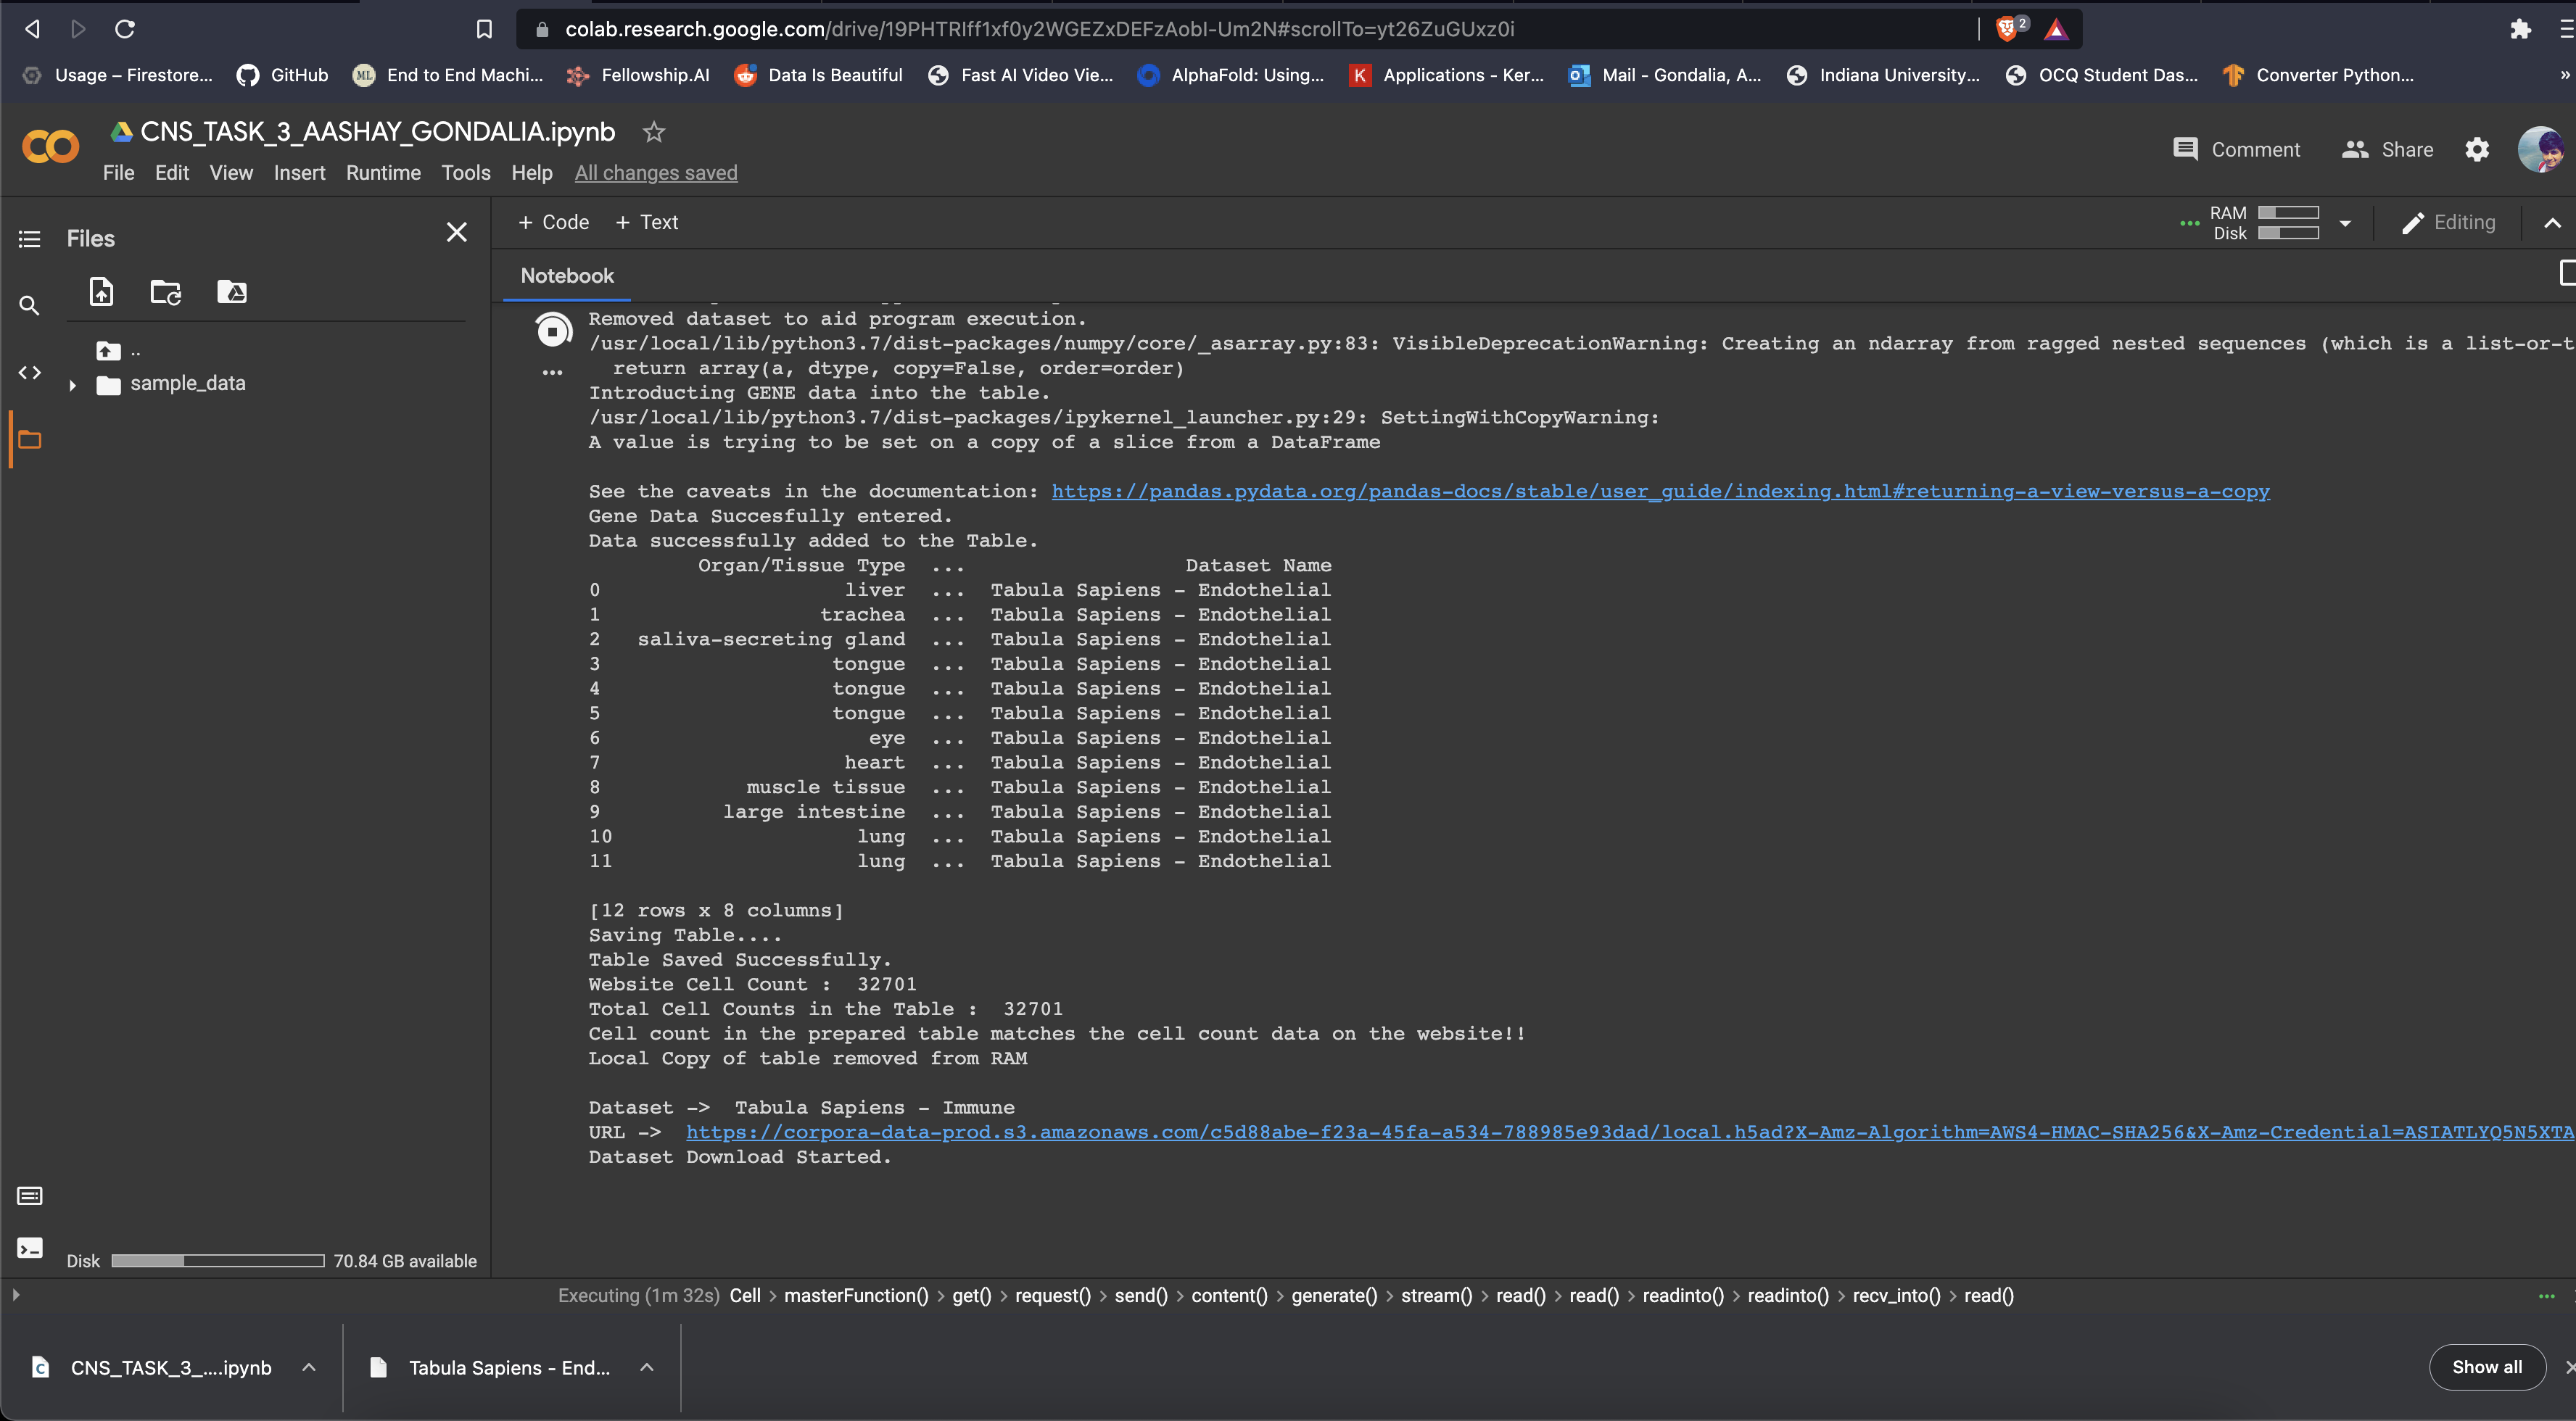 colab.research.google.com/drive/19PHTRIff1xf0y2WGEZxDEFzAobI-Um2N#scrollTo=yt26ZuGUxz0i
2
Usage – Firestore... GitHub ML End to End Machi... Fellowship.AI Data Is Beautiful Fast AI Video Vie... AlphaFold: Using... K Applications - Ker... Mail - Gondalia, A... Indiana University... OCQ Student Das... Converter Python... »
CNS_TASK_3_AASHAY_GONDALIA.ipynb
Comment Share
File Edit View Insert Runtime Tools Help All changes saved
Files
+ Code + Text
RAM
Disk
Editing
Notebook
..
sample_data
Removed dataset to aid program execution.
/usr/local/lib/python3.7/dist-packages/numpy/core/_asarray.py:83: VisibleDeprecationWarning: Creating an ndarray from ragged nested sequences (which is a list-or-t
return array(a, dtype, copy=False, order=order)
Introducting GENE data into the table.
/usr/local/lib/python3.7/dist-packages/ipykernel_launcher.py:29: SettingWithCopyWarning:
A value is trying to be set on a copy of a slice from a DataFrame
See the caveats in the documentation: https://pandas.pydata.org/pandas-docs/stable/user_guide/indexing.html#returning-a-view-versus-a-copy
Gene Data Succesfully entered.
Data successfully added to the Table.
Organ/Tissue Type ... Dataset Name
0 liver ... Tabula Sapiens - Endothelial
1 trachea ... Tabula Sapiens - Endothelial
2 saliva-secreting gland ... Tabula Sapiens - Endothelial
3 tongue ... Tabula Sapiens - Endothelial
4 tongue ... Tabula Sapiens - Endothelial
5 tongue ... Tabula Sapiens - Endothelial
6 eye ... Tabula Sapiens - Endothelial
7 heart ... Tabula Sapiens - Endothelial
8 muscle tissue ... Tabula Sapiens - Endothelial
9 large intestine ... Tabula Sapiens - Endothelial
10 lung ... Tabula Sapiens - Endothelial
11 lung ... Tabula Sapiens - Endothelial
[12 rows x 8 columns]
Saving Table....
Table Saved Successfully.
Website Cell Count :  32701
Total Cell Counts in the Table :  32701
Cell count in the prepared table matches the cell count data on the website!!
Local Copy of table removed from RAM
Dataset ->  Tabula Sapiens - Immune
URL ->  https://corpora-data-prod.s3.amazonaws.com/c5d88abe-f23a-45fa-a534-788985e93dad/local.h5ad?X-Amz-Algorithm=AWS4-HMAC-SHA256&X-Amz-Credential=ASIATLYQ5N5XTA
Dataset Download Started.
Disk 70.84 GB available
Executing (1m 32s) Cell > masterFunction() > get() > request() > send() > content() > generate() > stream() > read() > read() > readinto() > readinto() > recv_into() > read()
CNS_TASK_3_....ipynb Tabula Sapiens - End... Show all